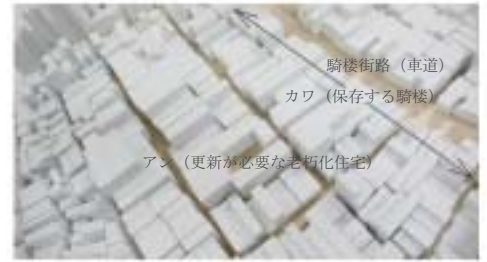 騎楼街路（車道）
カワ（保存する騎楼）
アン（更新が必要な老朽化住宅）